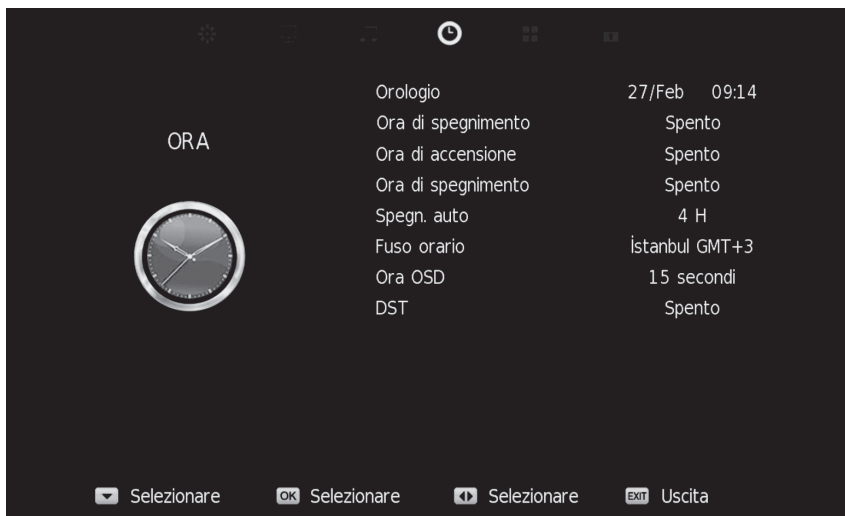 ORA
Orologio 27/Feb 09:14
Ora di spegnimento Spento
Ora di accensione Spento
Ora di spegnimento Spento
Spegn. auto 4 H
Fuso orario İstanbul GMT+3
Ora OSD 15 secondi
DST Spento
Selezionare OK Selezionare Selezionare EXIT Uscita